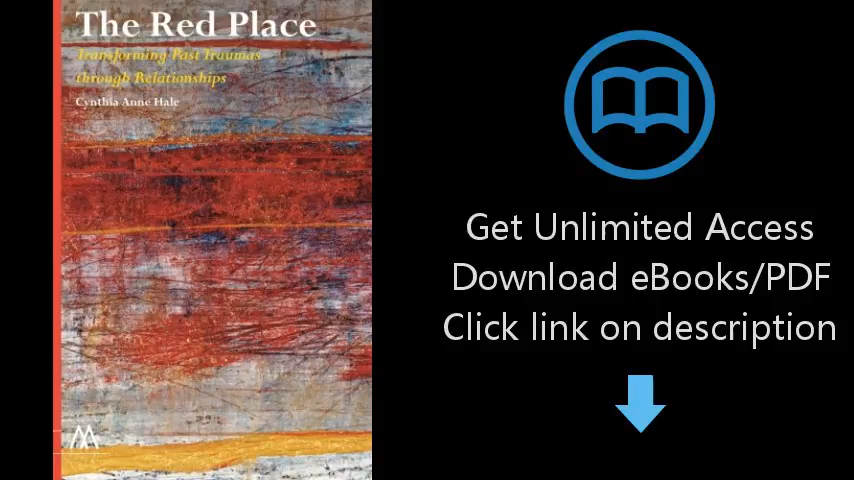 The Red Place
Transforming Past Traumas
through Relationships
Cynthia Anne Hale
Get Unlimited Access
Download eBooks/PDF
Click link on description